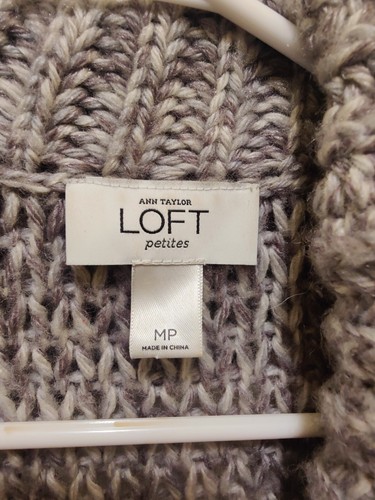 ANN TAYLOR
LOFT
petites
MP
MADE IN CHINA